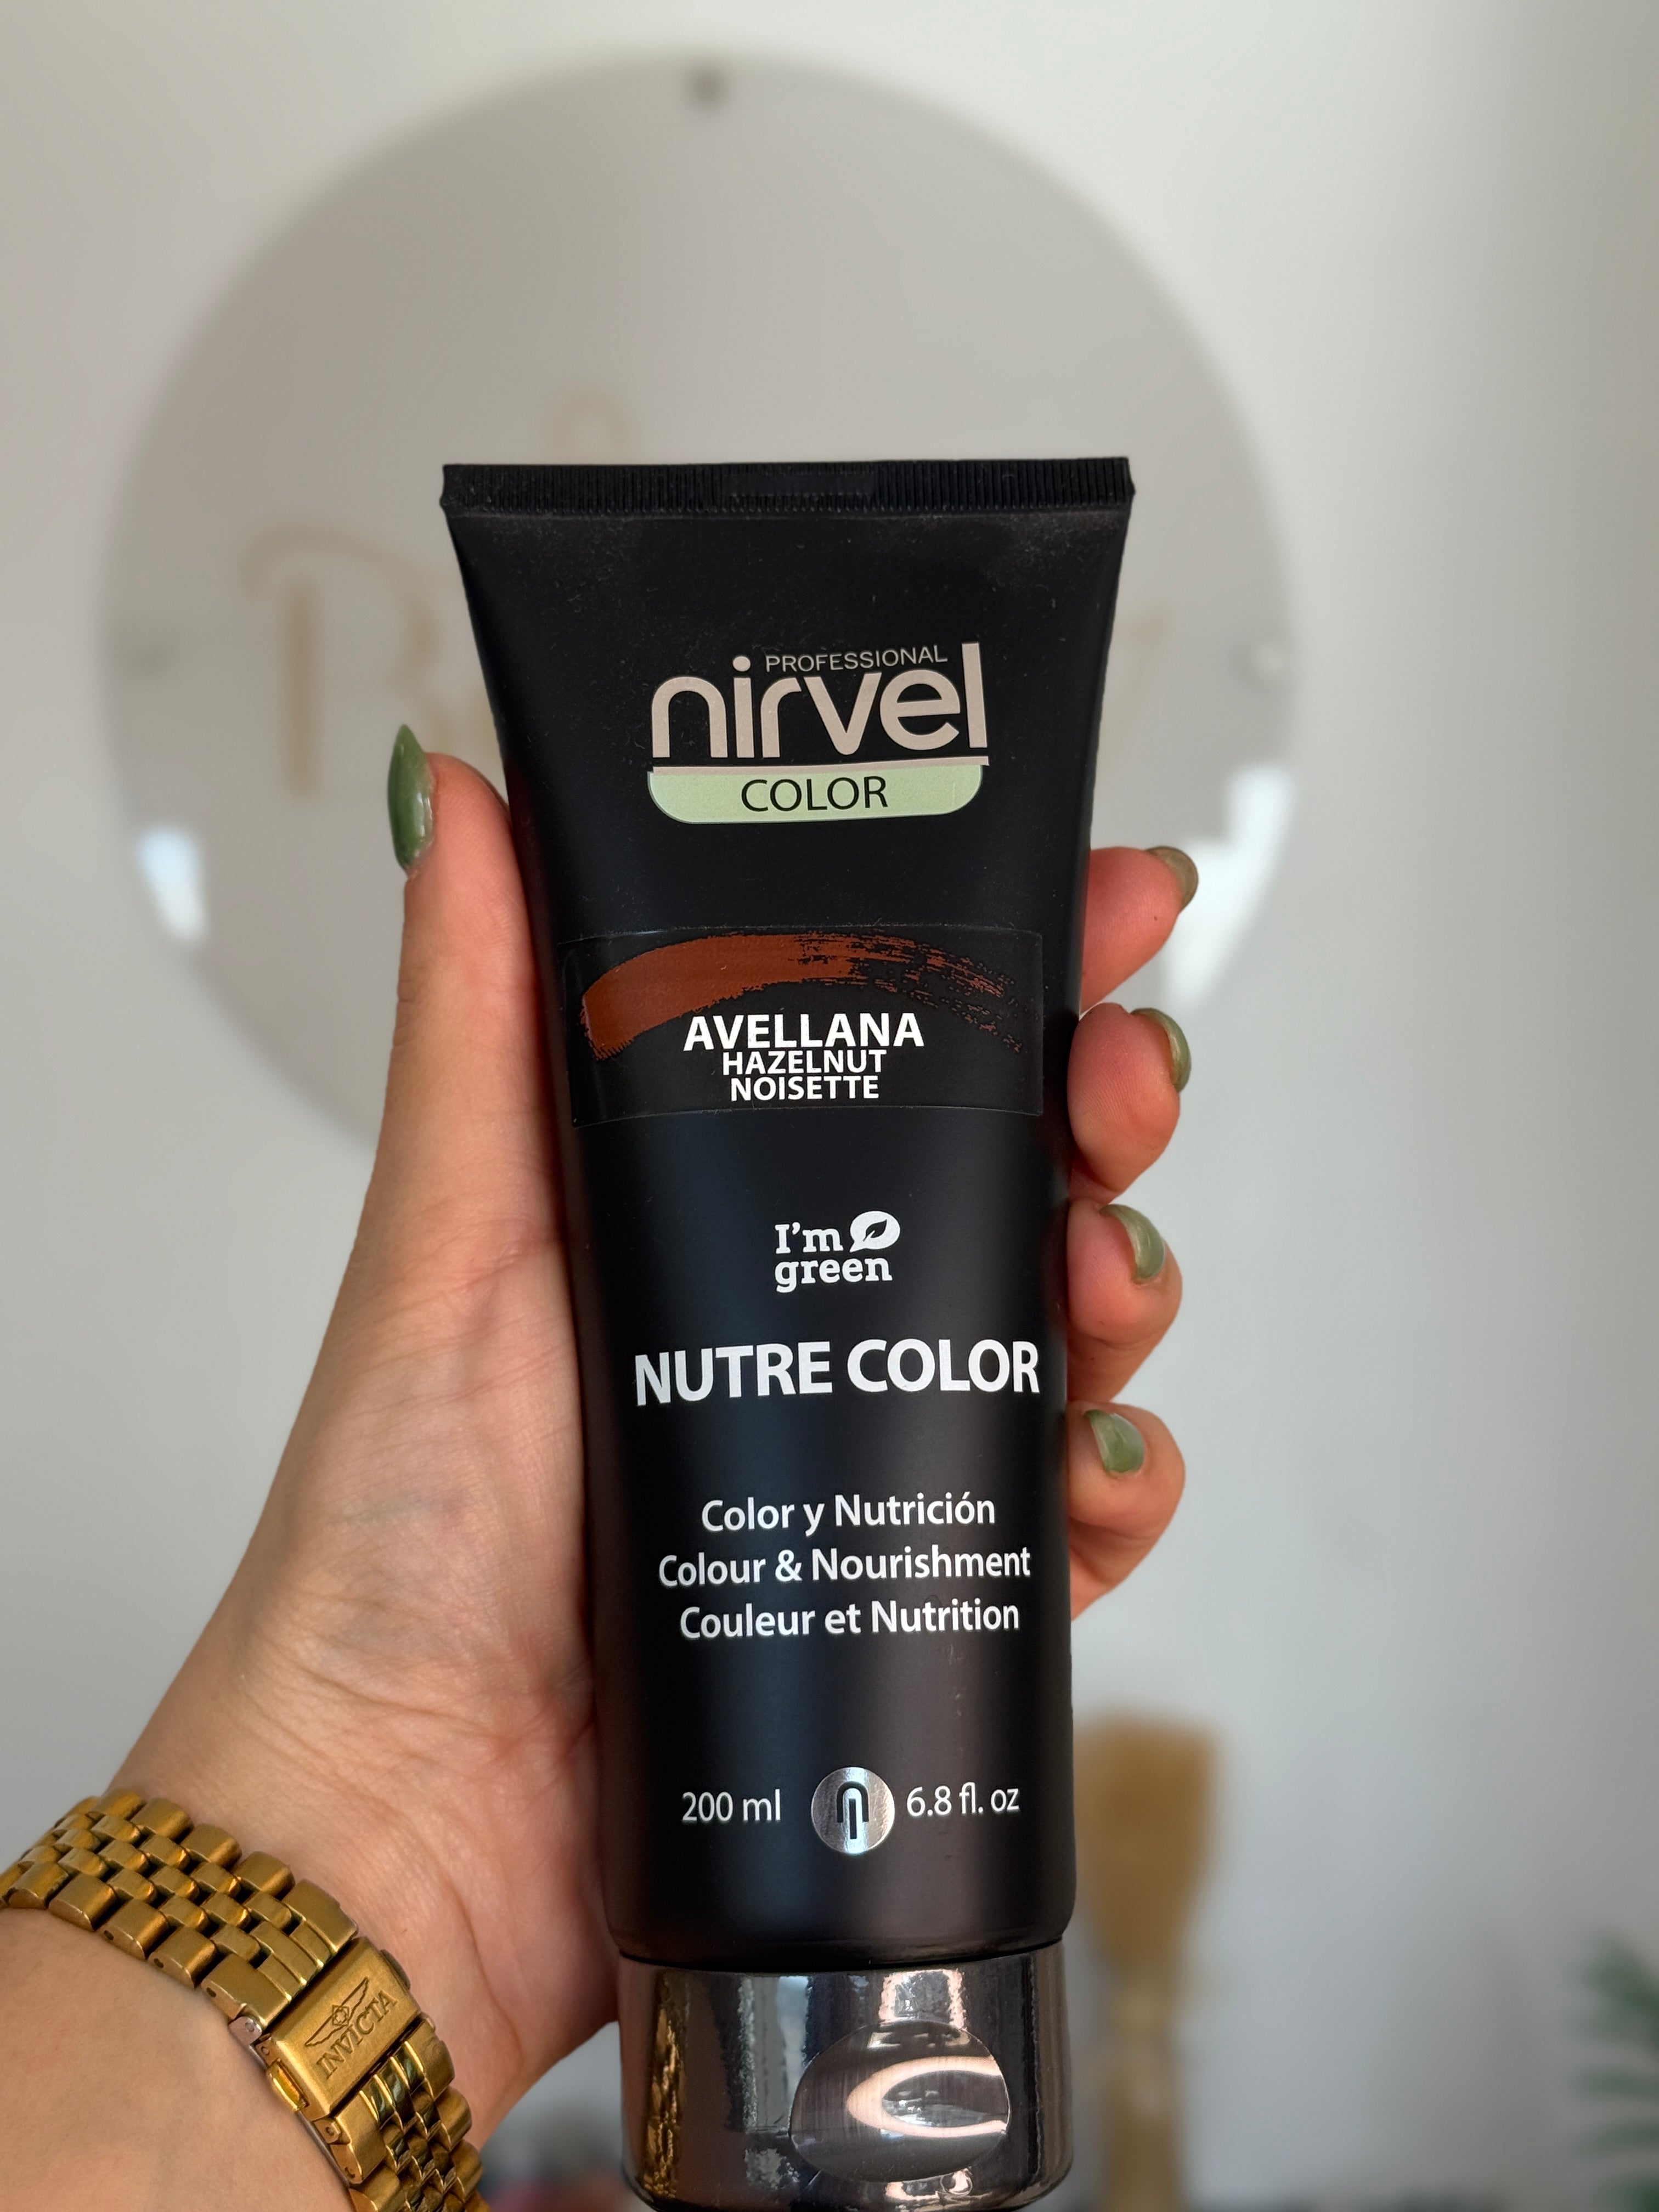 PROFESSIONAL
nirvel
COLOR
AVELLANA
HAZELNUT
NOISETTE
I'm
green
NUTRE COLOR
Color y Nutrición
Colour & Nourishment
Couleur et Nutrition
200 ml 6.8 fl. oz
INVICTA